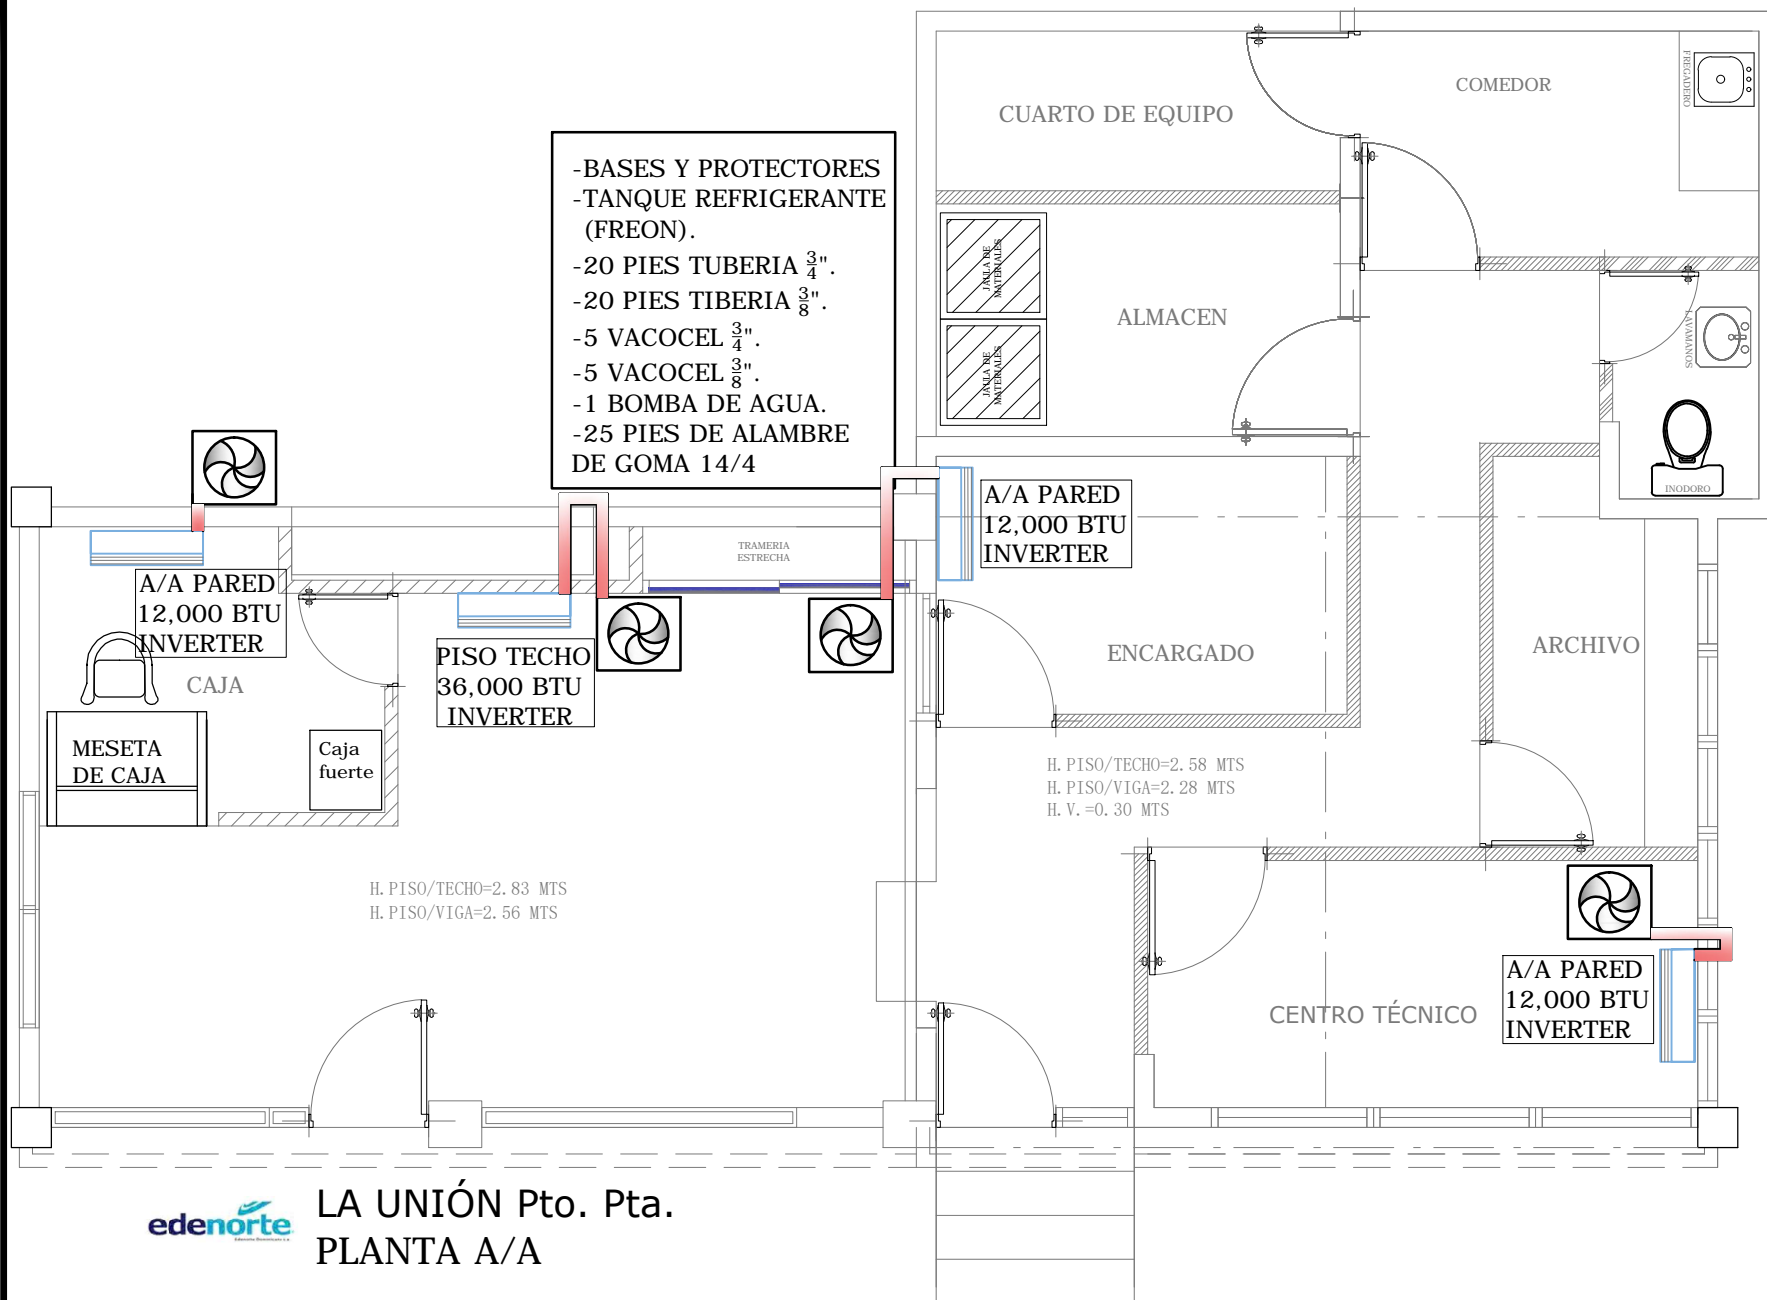 CUARTO DE EQUIPO
COMEDOR
FREGADERO
-BASES Y PROTECTORES
-TANQUE REFRIGERANTE
(FREON).
-20 PIES TUBERIA 3/4".
-20 PIES TIBERIA 3/8".
-5 VACOCEL 3/4".
-5 VACOCEL 3/8".
-1 BOMBA DE AGUA.
-25 PIES DE ALAMBRE
DE GOMA 14/4
JAULA DE
MATERIALES
JAULA DE
MATERIALES
ALMACEN
LAVAMANOS
INODORO
A/A PARED
12,000 BTU
INVERTER
TRAMERIA
ESTRECHA
A/A PARED
12,000 BTU
INVERTER
CAJA
PISO TECHO
36,000 BTU
INVERTER
ENCARGADO
ARCHIVO
MESETA
DE CAJA
Caja
fuerte
H.PISO/TECHO=2.58 MTS
H.PISO/VIGA=2.28 MTS
H.V.=0.30 MTS
H.PISO/TECHO=2.83 MTS
H.PISO/VIGA=2.56 MTS
A/A PARED
12,000 BTU
INVERTER
CENTRO TÉCNICO
edenorte
LA UNIÓN Pto. Pta.
PLANTA A/A